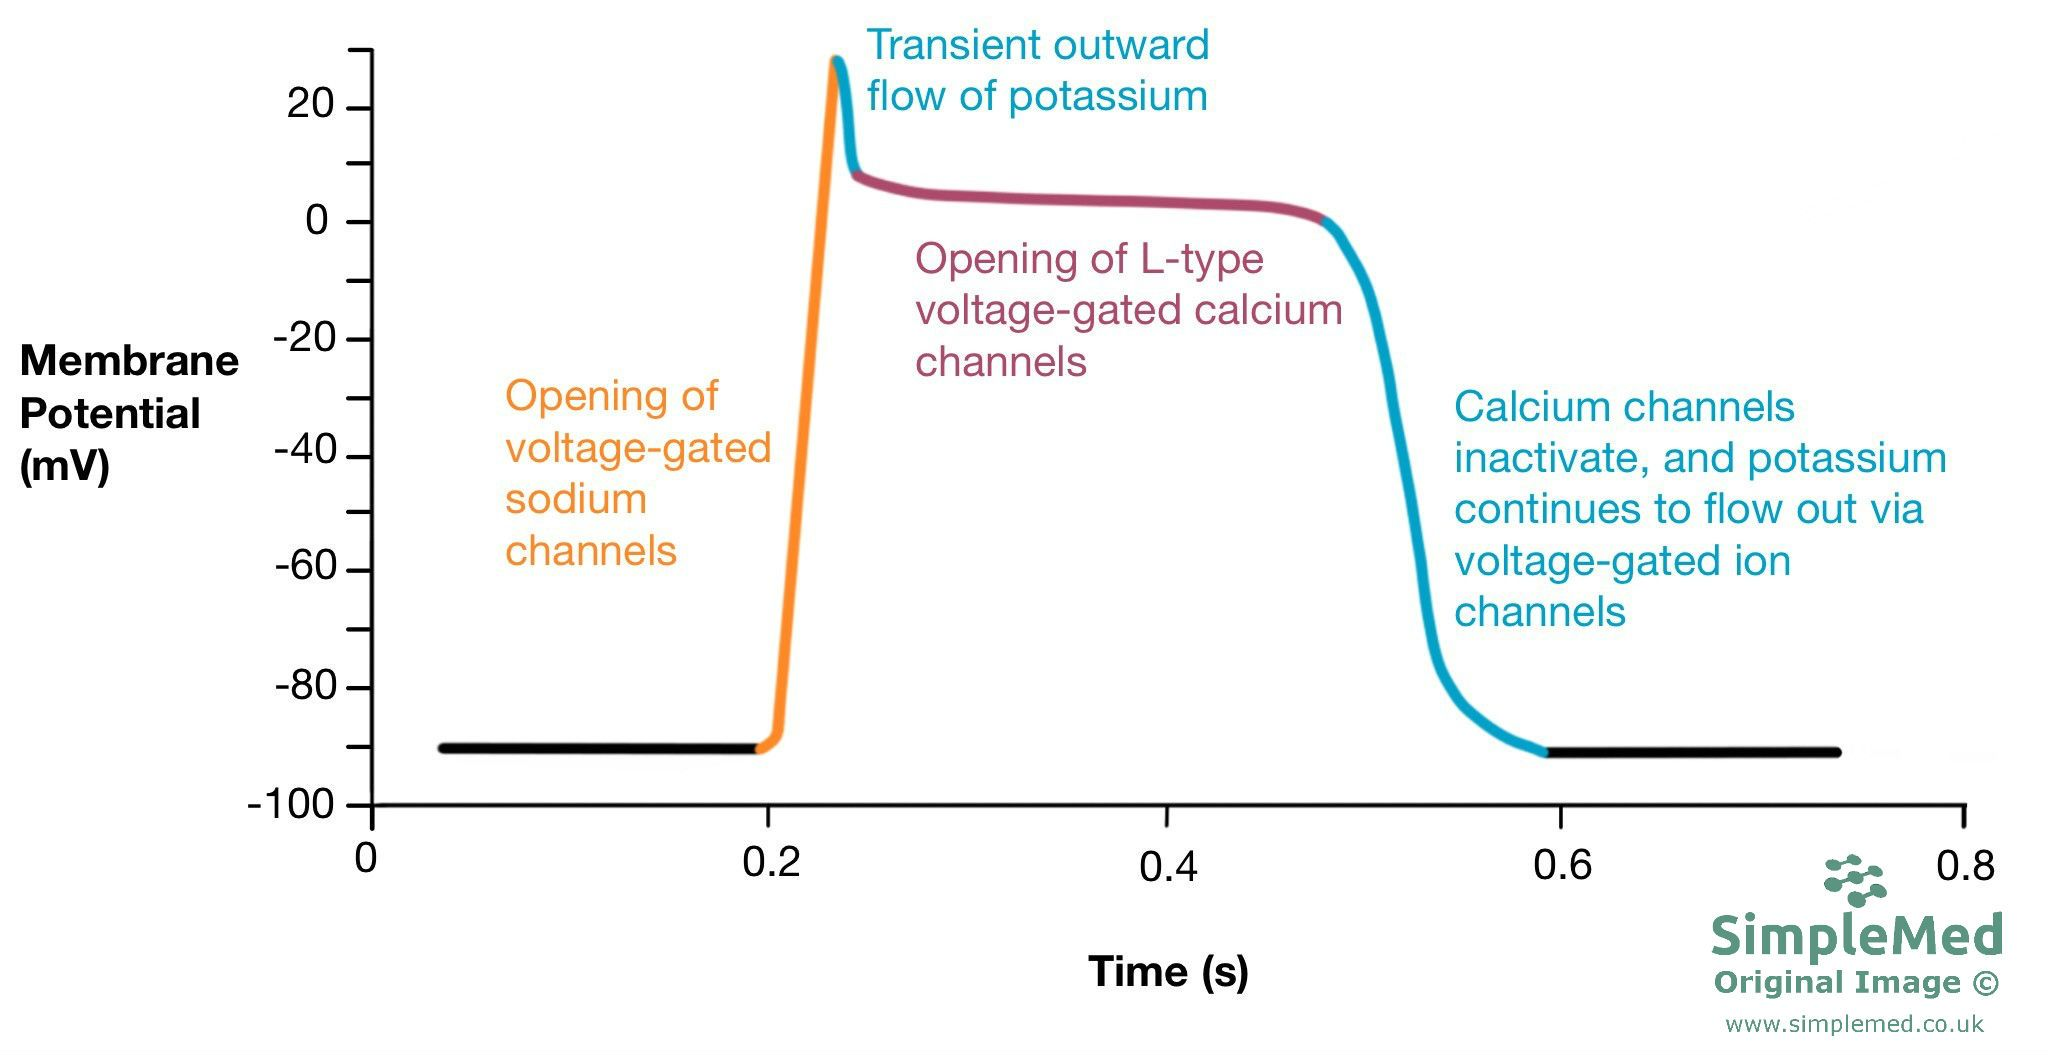 Transient outward
flow of potassium
20
0
-20
-40
-60
-80
-100
Membrane
Potential
(mV)
Opening of
voltage-gated
sodium
channels
Opening of L-type
voltage-gated calcium
channels
Calcium channels
inactivate, and potassium
continues to flow out via
voltage-gated ion
channels
0
0.2
0.4
0.6
0.8
Time (s)
SimpleMed
Original Image ©
www.simplemed.co.uk